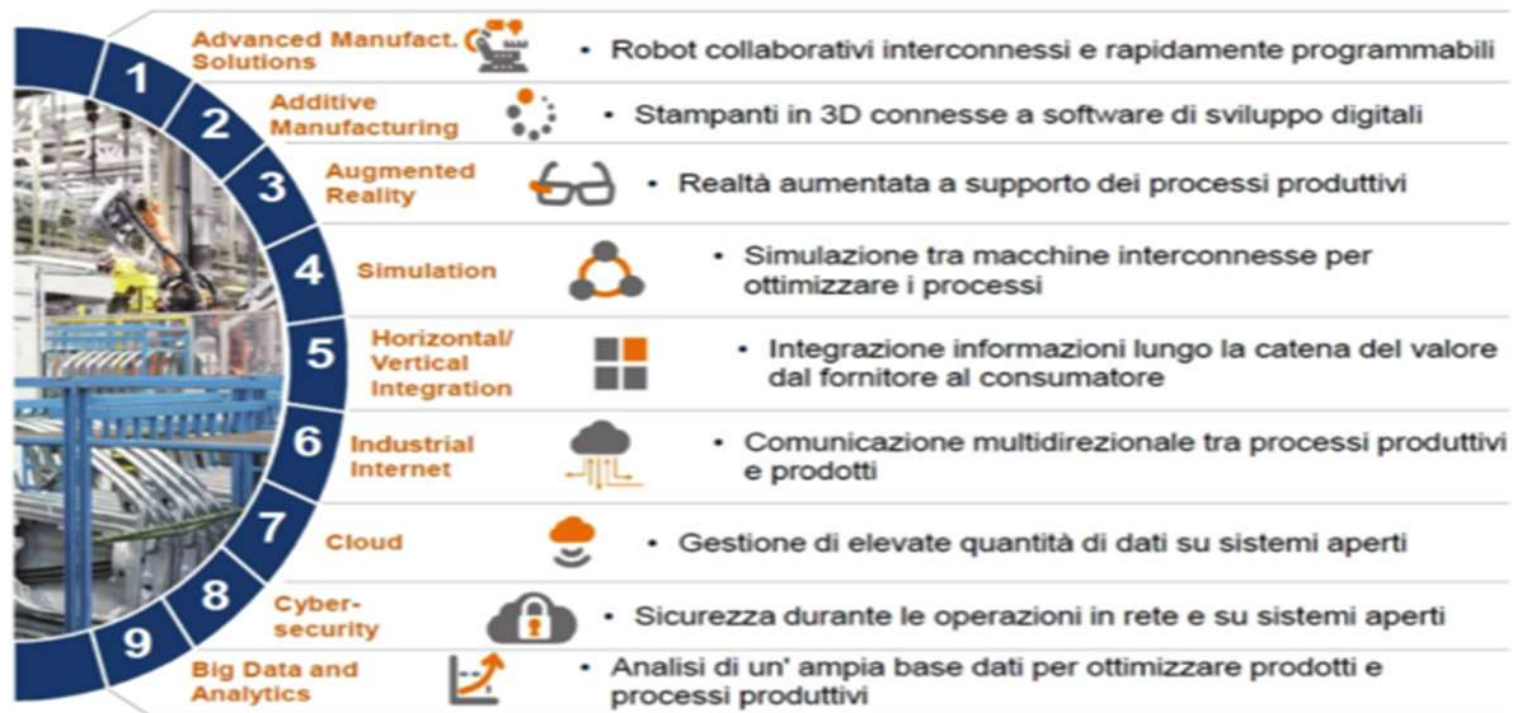 1
Advanced Manufact.
Solutions
• Robot collaborativi interconnessi e rapidamente programmabili
2
Additive
Manufacturing
• Stampanti in 3D connesse a software di sviluppo digitali
3
Augmented
Reality
• Realtà aumentata a supporto dei processi produttivi
4
Simulation
• Simulazione tra macchine interconnesse per
ottimizzare i processi
5
Horizontal/
Vertical
Integration
• Integrazione informazioni lungo la catena del valore
dal fornitore al consumatore
6
Industrial
Internet
• Comunicazione multidirezionale tra processi produttivi
e prodotti
7
Cloud
• Gestione di elevate quantità di dati su sistemi aperti
8
Cyber-
security
• Sicurezza durante le operazioni in rete e su sistemi aperti
9
Big Data and
Analytics
• Analisi di un' ampia base dati per ottimizzare prodotti e
processi produttivi